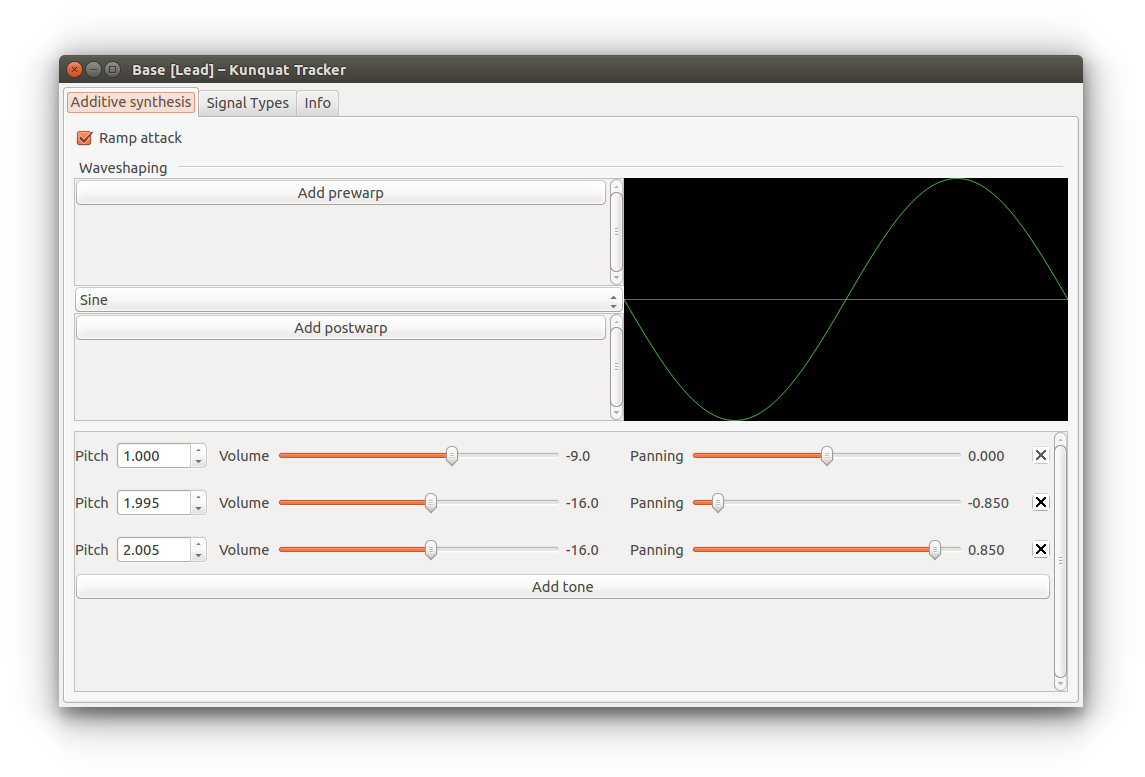 Base [Lead] – Kunquat Tracker
Additive synthesis Signal Types Info
Ramp attack
Waveshaping
Add prewarp
Sine
Add postwarp
Pitch 1.000 Volume -9.0 Panning 0.000
Pitch 1.995 Volume -16.0 Panning -0.850
Pitch 2.005 Volume -16.0 Panning 0.850
Add tone